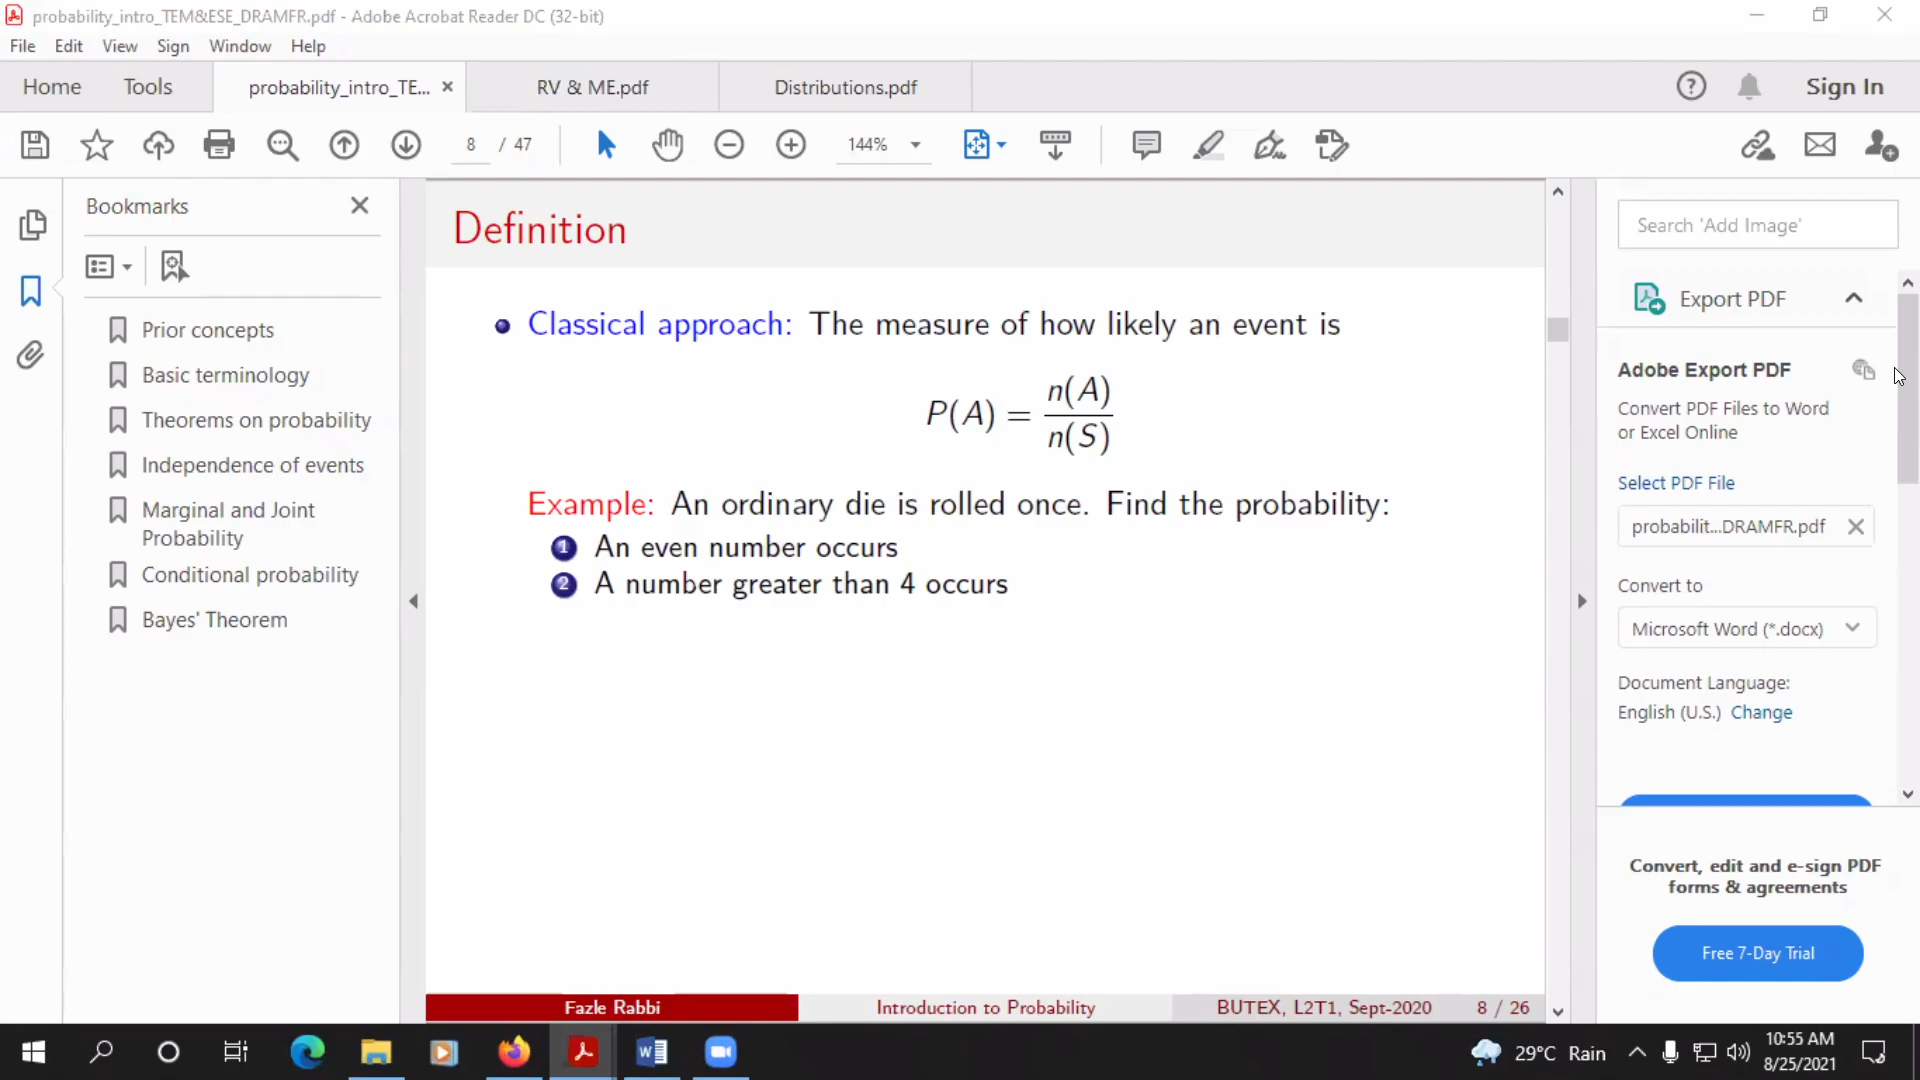 probability_intro_TEM&ESE_DRAMFR.pdf - Adobe Acrobat Reader DC (32-bit)
File Edit View Sign Window Help
Home Tools probability_intro_TE... RV & ME.pdf Distributions.pdf Sign In
8 / 47 144%
Bookmarks
Prior concepts
Basic terminology
Theorems on probability
Independence of events
Marginal and Joint
Probability
Conditional probability
Bayes' Theorem
Definition
Classical approach: The measure of how likely an event is
P(A) = n(A) / n(S)
Example: An ordinary die is rolled once. Find the probability:
1 An even number occurs
2 A number greater than 4 occurs
Fazle Rabbi Introduction to Probability BUTEX, L2T1, Sept-2020 8 / 26
Search 'Add Image'
Export PDF
Adobe Export PDF
Convert PDF Files to Word
or Excel Online
Select PDF File
probabilit...DRAMFR.pdf
Convert to
Microsoft Word (*.docx)
Document Language:
English (U.S.) Change
Convert, edit and e-sign PDF
forms & agreements
Free 7-Day Trial
29°C Rain
10:55 AM
8/25/2021